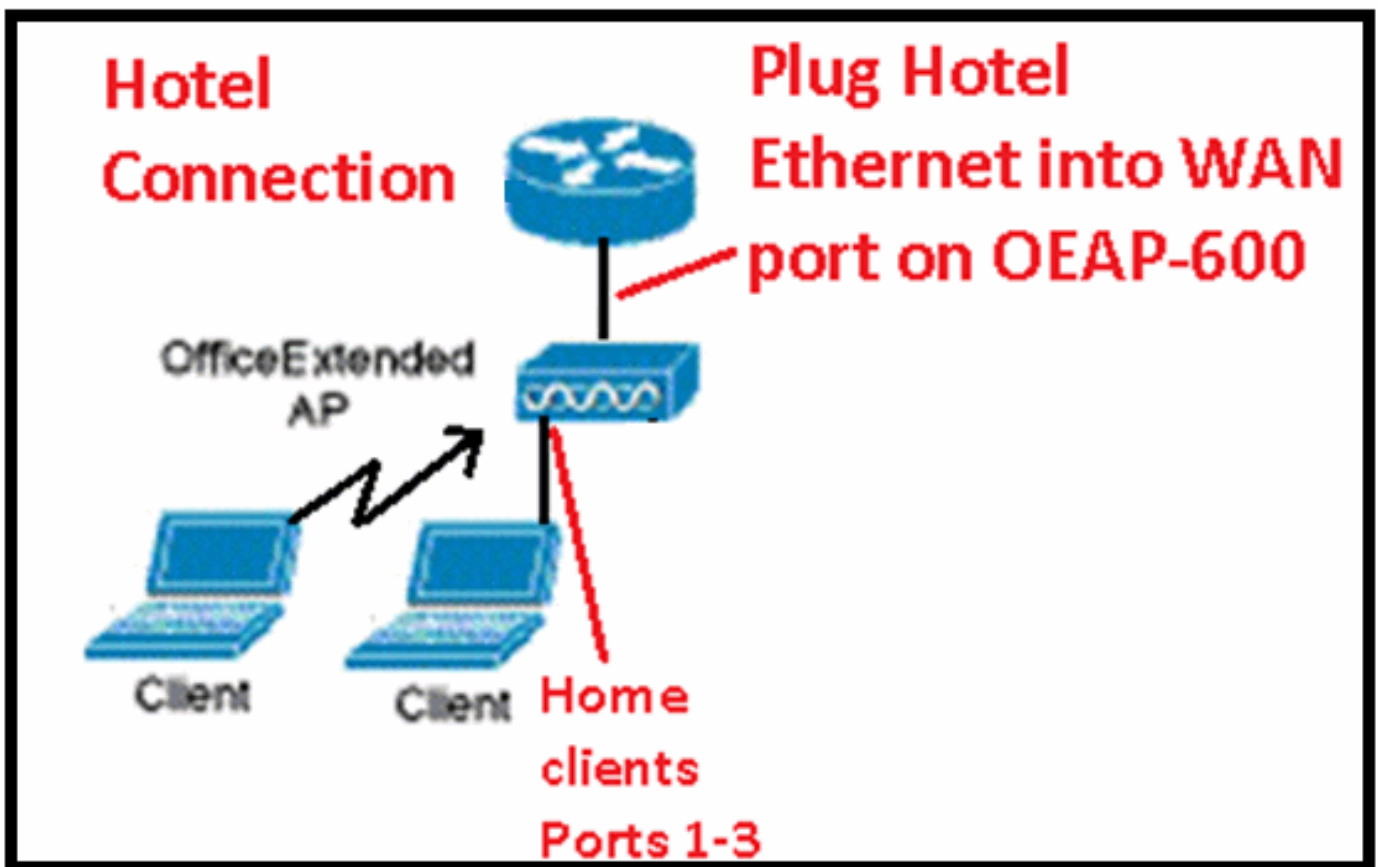 Hotel
Connection
Plug Hotel
Ethernet into WAN
port on OEAP-600
OfficeExtended
AP
Client
Client
Home
clients
Ports 1-3